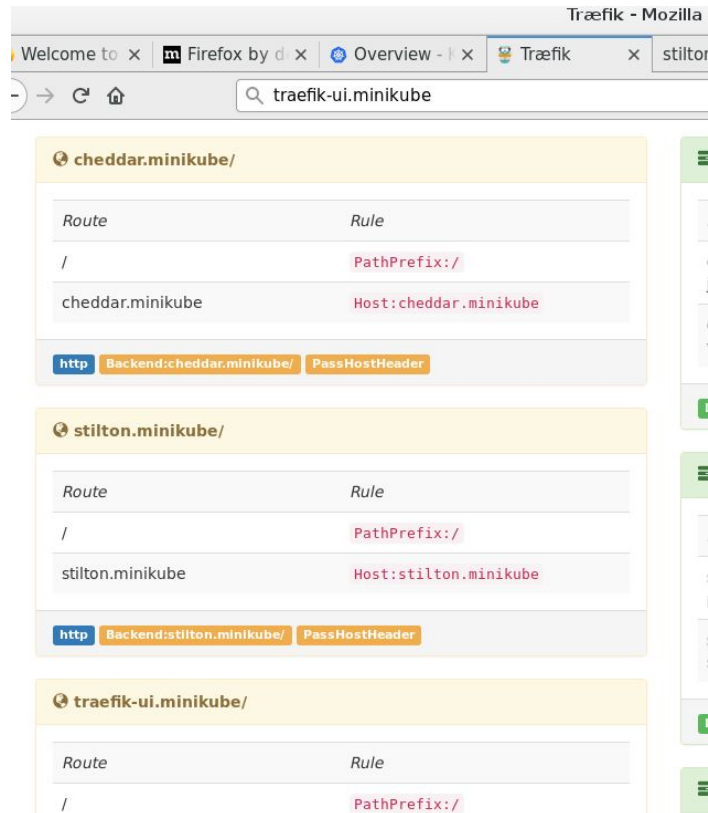 Træfik - Mozilla
Welcome to
Firefox by d
Overview - K
Træfik
stilton
traefik-ui.minikube
cheddar.minikube/
Route Rule
/ PathPrefix:/
cheddar.minikube Host:cheddar.minikube
http Backend:cheddar.minikube/ PassHostHeader
stilton.minikube/
Route Rule
/ PathPrefix:/
stilton.minikube Host:stilton.minikube
http Backend:stilton.minikube/ PassHostHeader
traefik-ui.minikube/
Route Rule
/ PathPrefix:/